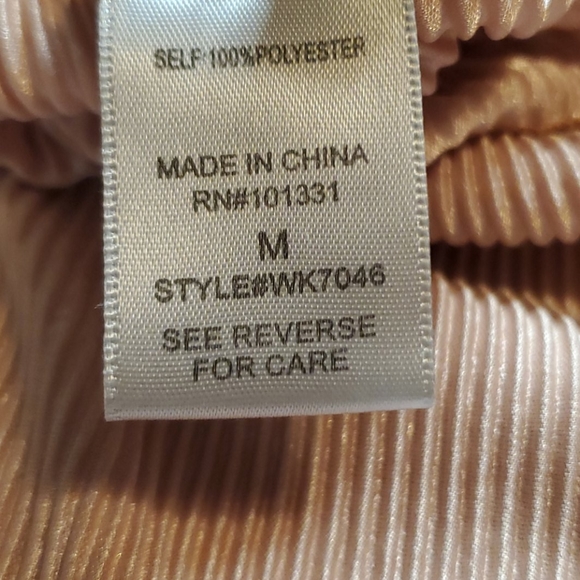 SELF:100%POLYESTER
MADE IN CHINA
RN#101331
M
STYLE#WK7046
SEE REVERSE
FOR CARE